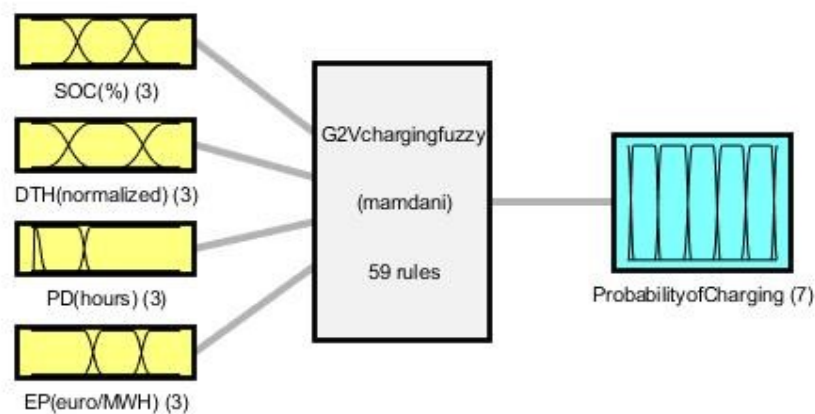 SOC(%) (3)
DTH(normalized) (3)
PD(hours) (3)
EP(euro/MWH) (3)
G2Vchargingfuzzy
(mamdani)
59 rules
ProbabilityofCharging (7)